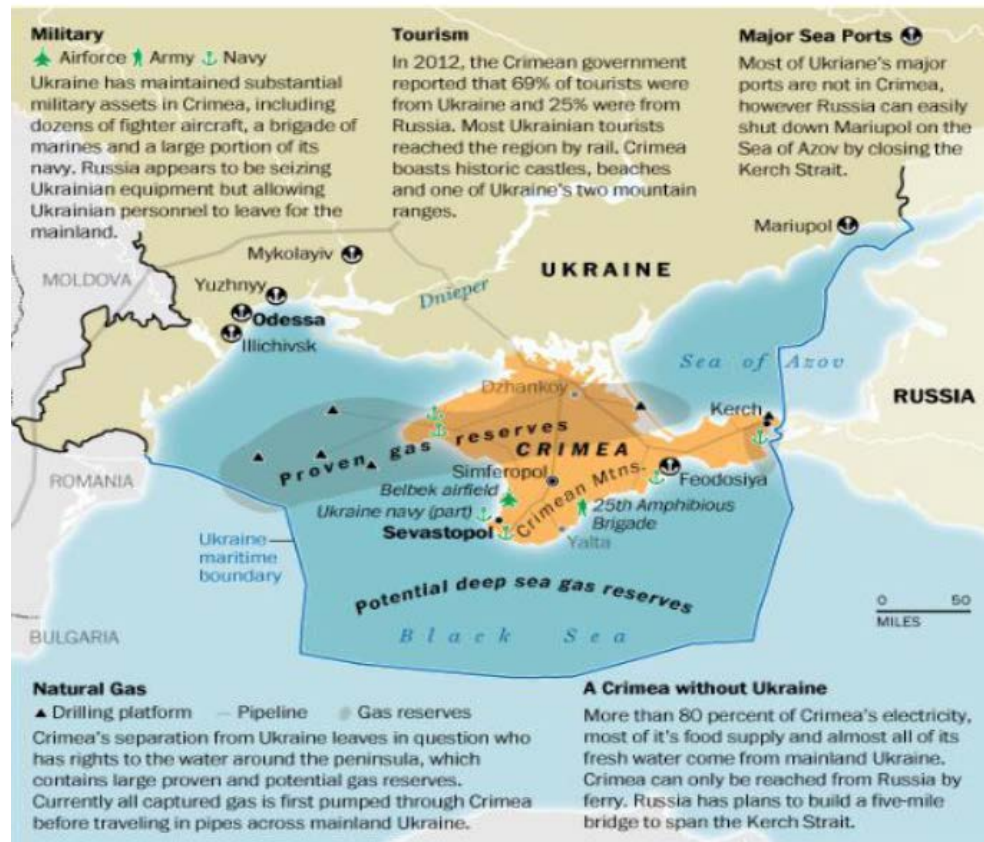 Military
Airforce Army Navy
Ukraine has maintained substantial
military assets in Crimea, including
dozens of fighter aircraft, a brigade of
marines and a large portion of its
navy. Russia appears to be seizing
Ukrainian equipment but allowing
Ukrainian personnel to leave for the
mainland.
Tourism
In 2012, the Crimean government
reported that 69% of tourists were
from Ukraine and 25% were from
Russia. Most Ukrainian tourists
reached the region by rail. Crimea
boasts historic castles, beaches
and one of Ukraine's two mountain
ranges.
Major Sea Ports
Most of Ukriane's major
ports are not in Crimea,
however Russia can easily
shut down Mariupol on the
Sea of Azov by closing the
Kerch Strait.
Mariupol
Mykolayiv
UKRAINE
MOLDOVA
Yuzhnyy
Dnieper
Odessa
Illichivsk
Sea of Azov
Dzhankoy
RUSSIA
Kerch
Proven gas reserves
CRIMEA
Simferopol
Crimean Mtns.
Feodosiya
ROMANIA
Belbek airfield
25th Amphibious
Brigade
Ukraine navy (part)
Sevastopol
Yalta
Ukraine
maritime
boundary
Potential deep sea gas reserves
0 50
MILES
Black Sea
BULGARIA
Natural Gas
Drilling platform Pipeline Gas reserves
Crimea's separation from Ukraine leaves in question who
has rights to the water around the peninsula, which
contains large proven and potential gas reserves.
Currently all captured gas is first pumped through Crimea
before traveling in pipes across mainland Ukraine.
A Crimea without Ukraine
More than 80 percent of Crimea's electricity,
most of it's food supply and almost all of its
fresh water come from mainland Ukraine.
Crimea can only be reached from Russia by
ferry. Russia has plans to build a five-mile
bridge to span the Kerch Strait.